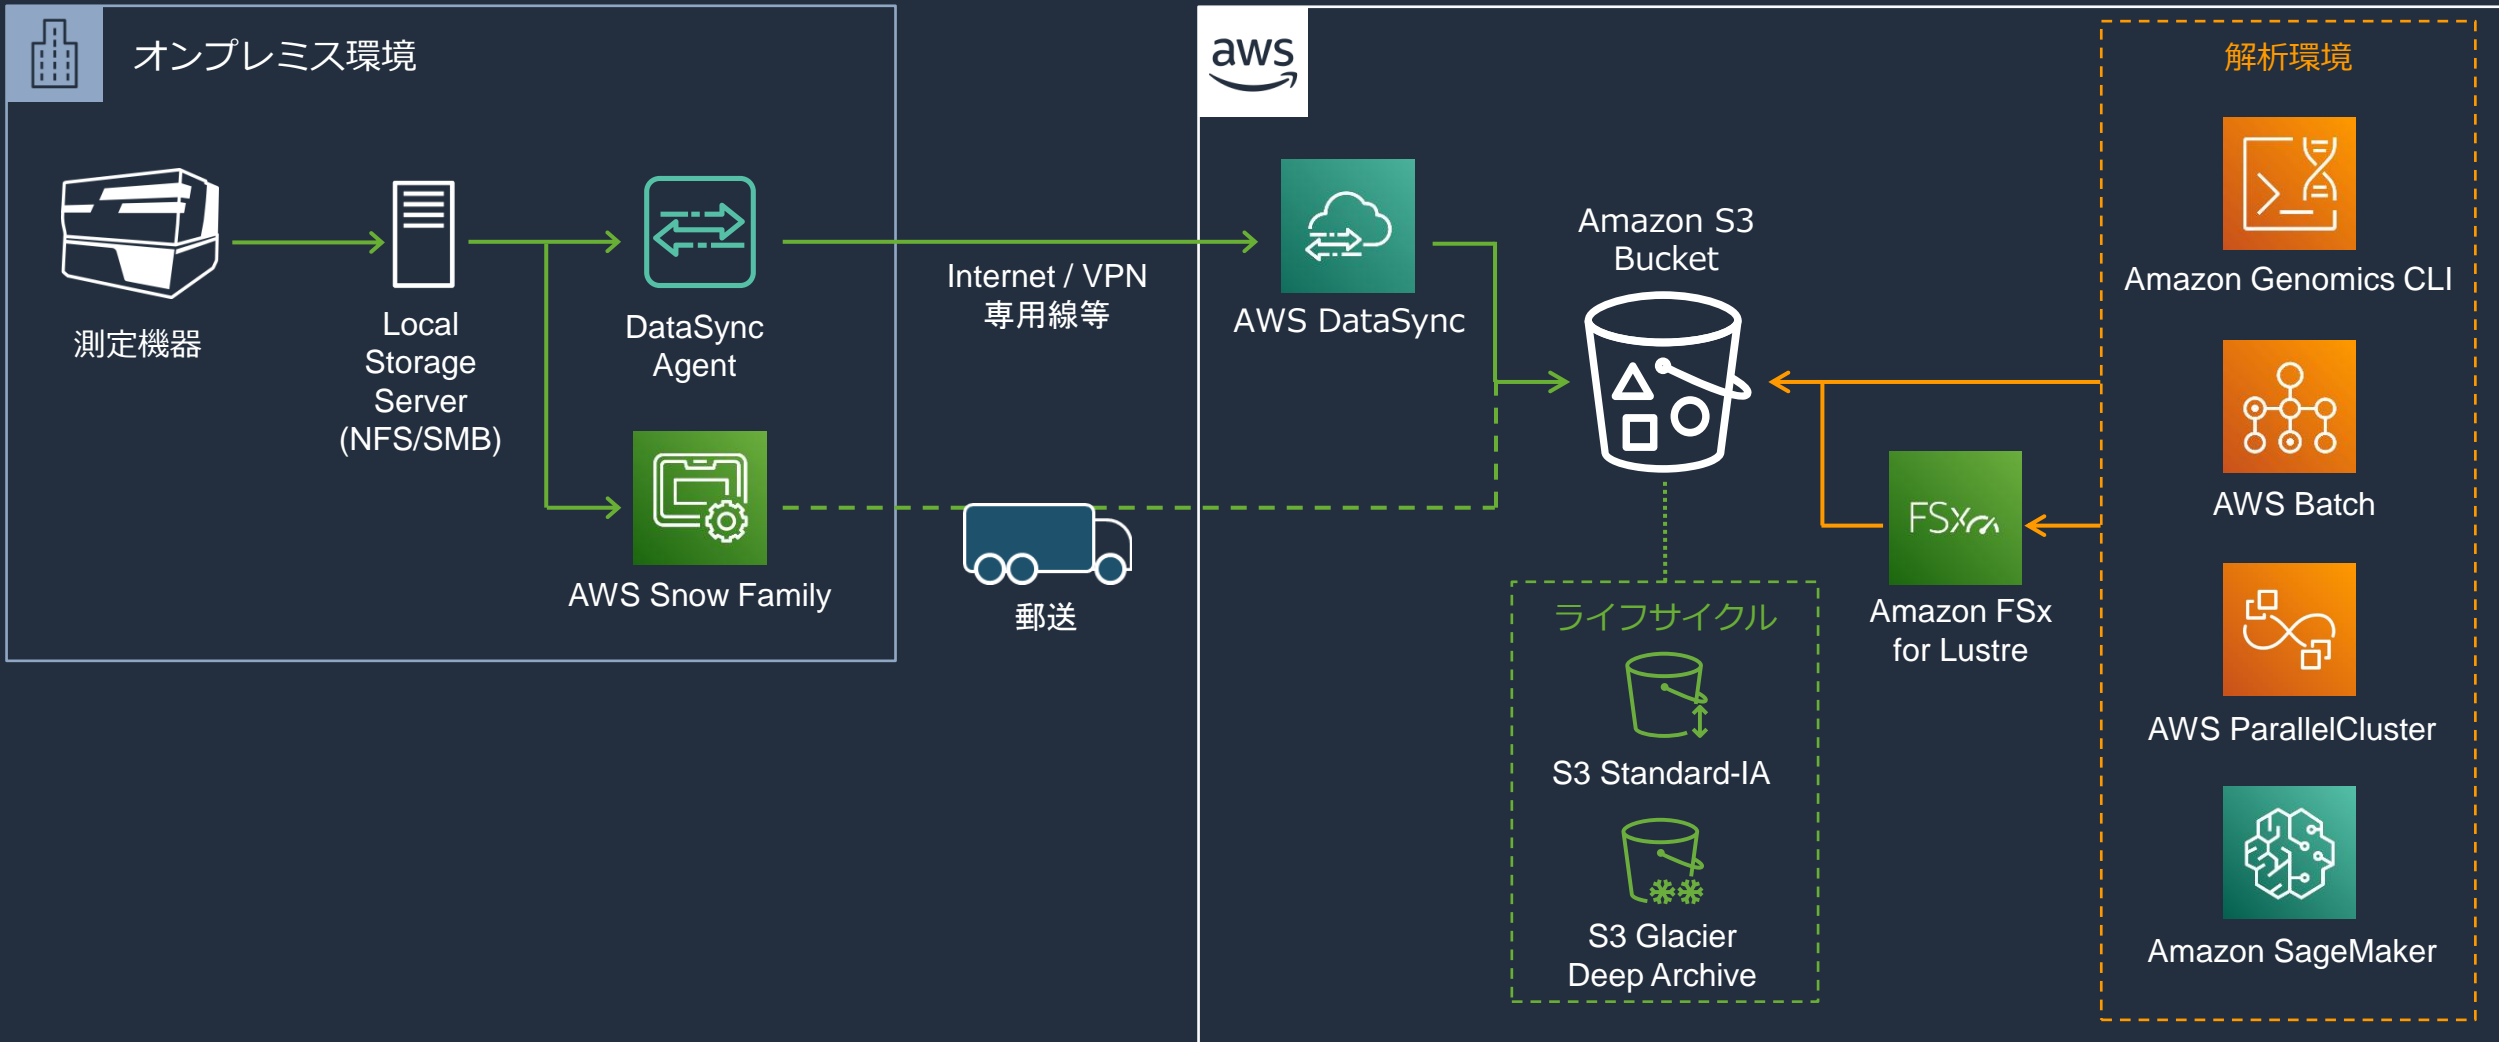 オンプレミス環境
測定機器
Local
Storage
Server
(NFS/SMB)
DataSync
Agent
AWS Snow Family
Internet / VPN
専用線等
郵送
aws
AWS DataSync
Amazon S3
Bucket
ライフサイクル
S3 Standard-IA
S3 Glacier
Deep Archive
FSx
Amazon FSx
for Lustre
解析環境
Amazon Genomics CLI
AWS Batch
AWS ParallelCluster
Amazon SageMaker